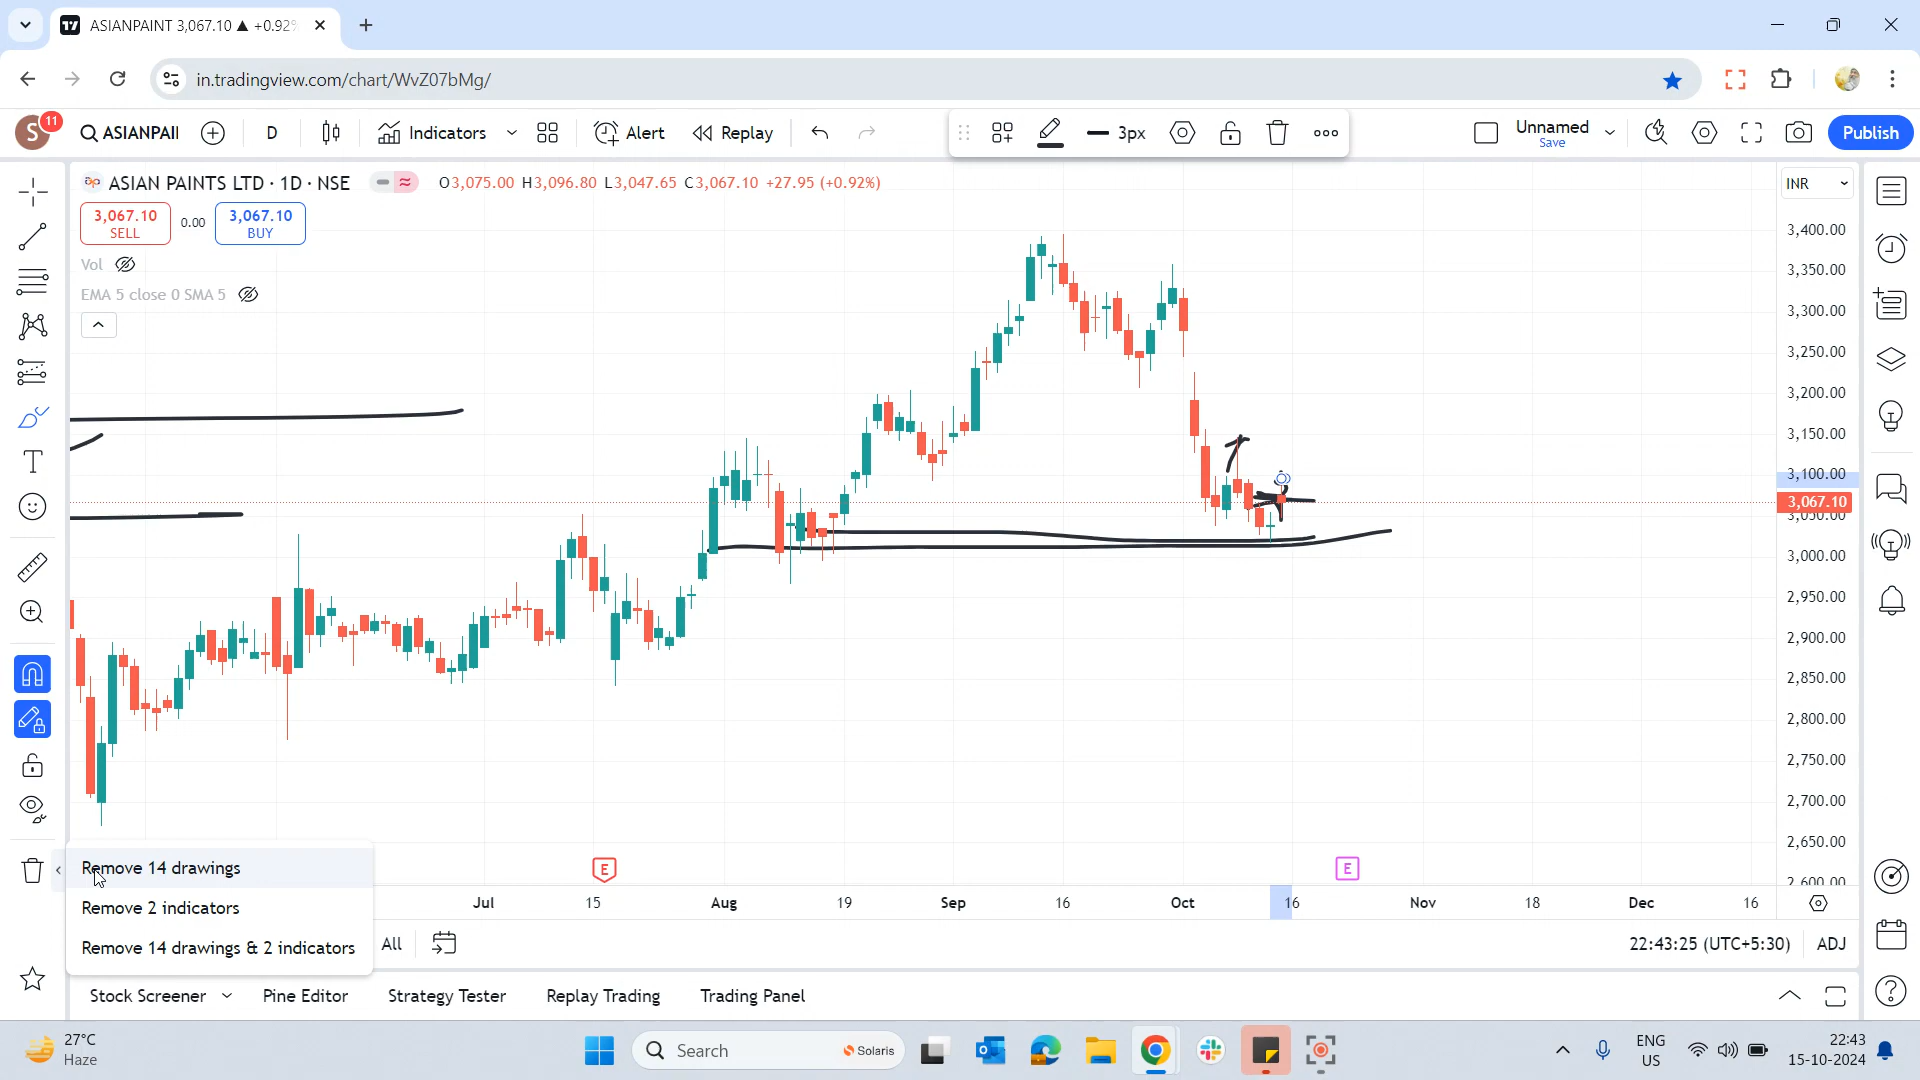 ASIANPAINT 3,067.10 ▲ +0.92%
in.tradingview.com/chart/WvZ07bMg/
S 11 ASIANPAI D Indicators Alert Replay 3px Unnamed Save Publish
ASIAN PAINTS LTD · 1D · NSE O3,075.00 H3,096.80 L3,047.65 C3,067.10 +27.95 (+0.92%) INR
3,067.10 SELL 0.00 3,067.10 BUY
Vol
EMA 5 close 0 SMA 5
3,400.00
3,350.00
3,300.00
3,250.00
3,200.00
3,150.00
3,100.00
3,067.10
3,050.00
3,000.00
2,950.00
2,900.00
2,850.00
2,800.00
2,750.00
2,700.00
2,650.00
2,600.00
E E
Remove 14 drawings
Remove 2 indicators
Remove 14 drawings & 2 indicators
Jul 15 Aug 19 Sep 16 Oct 16 Nov 18 Dec 16
All 22:43:25 (UTC+5:30) ADJ
Stock Screener Pine Editor Strategy Tester Replay Trading Trading Panel
27°C
Haze
Search Solaris
ENG
US
22:43
15-10-2024